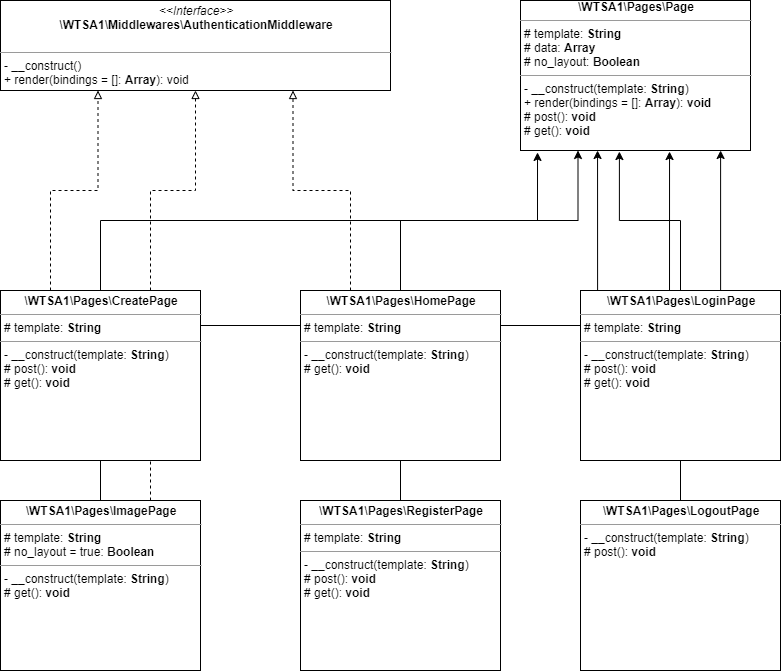 <<Interface>>
\WTSA1\Middlewares\AuthenticationMiddleware
- __construct()
+ render(bindings = []: Array): void
\WTSA1\Pages\Page
# template: String
# data: Array
# no_layout: Boolean
- __construct(template: String)
+ render(bindings = []: Array): void
# post(): void
# get(): void
\WTSA1\Pages\CreatePage
# template: String
- __construct(template: String)
# post(): void
# get(): void
\WTSA1\Pages\HomePage
# template: String
- __construct(template: String)
# get(): void
\WTSA1\Pages\LoginPage
# template: String
- __construct(template: String)
# post(): void
# get(): void
\WTSA1\Pages\ImagePage
# template: String
# no_layout = true: Boolean
- __construct(template: String)
# get(): void
\WTSA1\Pages\RegisterPage
# template: String
- __construct(template: String)
# post(): void
# get(): void
\WTSA1\Pages\LogoutPage
- __construct(template: String)
# post(): void